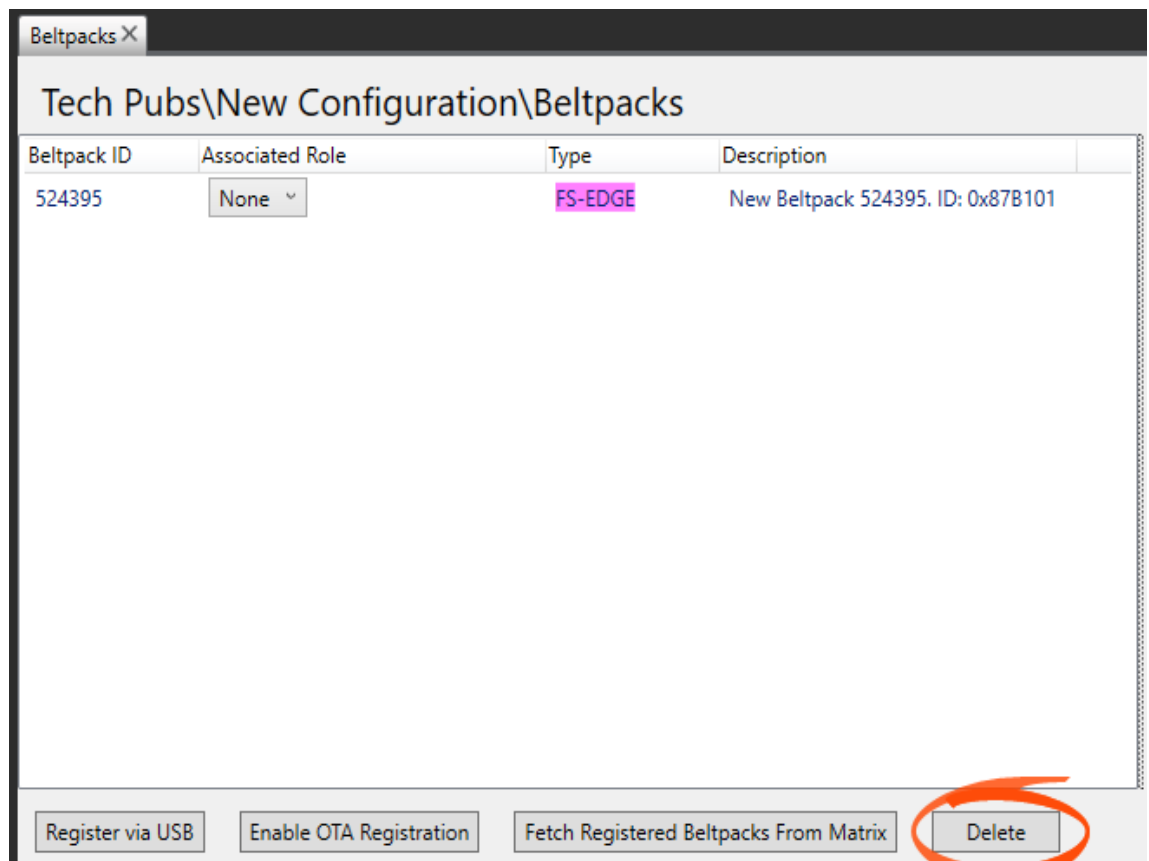 Beltpacks
Tech Pubs\New Configuration\Beltpacks
Beltpack ID Associated Role Type Description
524395 None FS-EDGE New Beltpack 524395. ID: 0x87B101
Register via USB Enable OTA Registration Fetch Registered Beltpacks From Matrix Delete